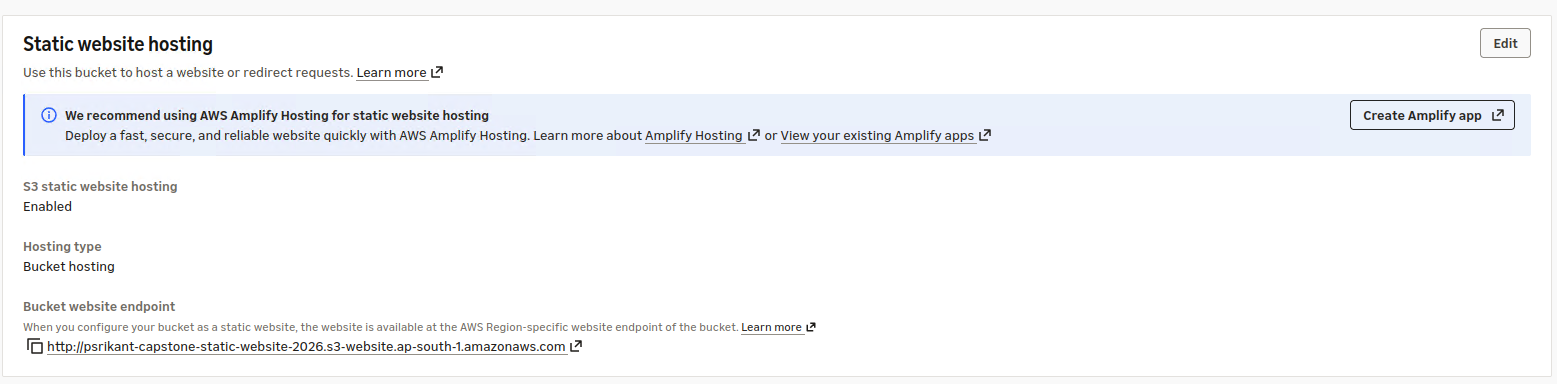 Static website hosting
Edit
Use this bucket to host a website or redirect requests. Learn more
We recommend using AWS Amplify Hosting for static website hosting
Deploy a fast, secure, and reliable website quickly with AWS Amplify Hosting. Learn more about Amplify Hosting or View your existing Amplify apps
Create Amplify app
S3 static website hosting
Enabled
Hosting type
Bucket hosting
Bucket website endpoint
When you configure your bucket as a static website, the website is available at the AWS Region-specific website endpoint of the bucket. Learn more
http://psrikant-capstone-static-website-2026.s3-website.ap-south-1.amazonaws.com